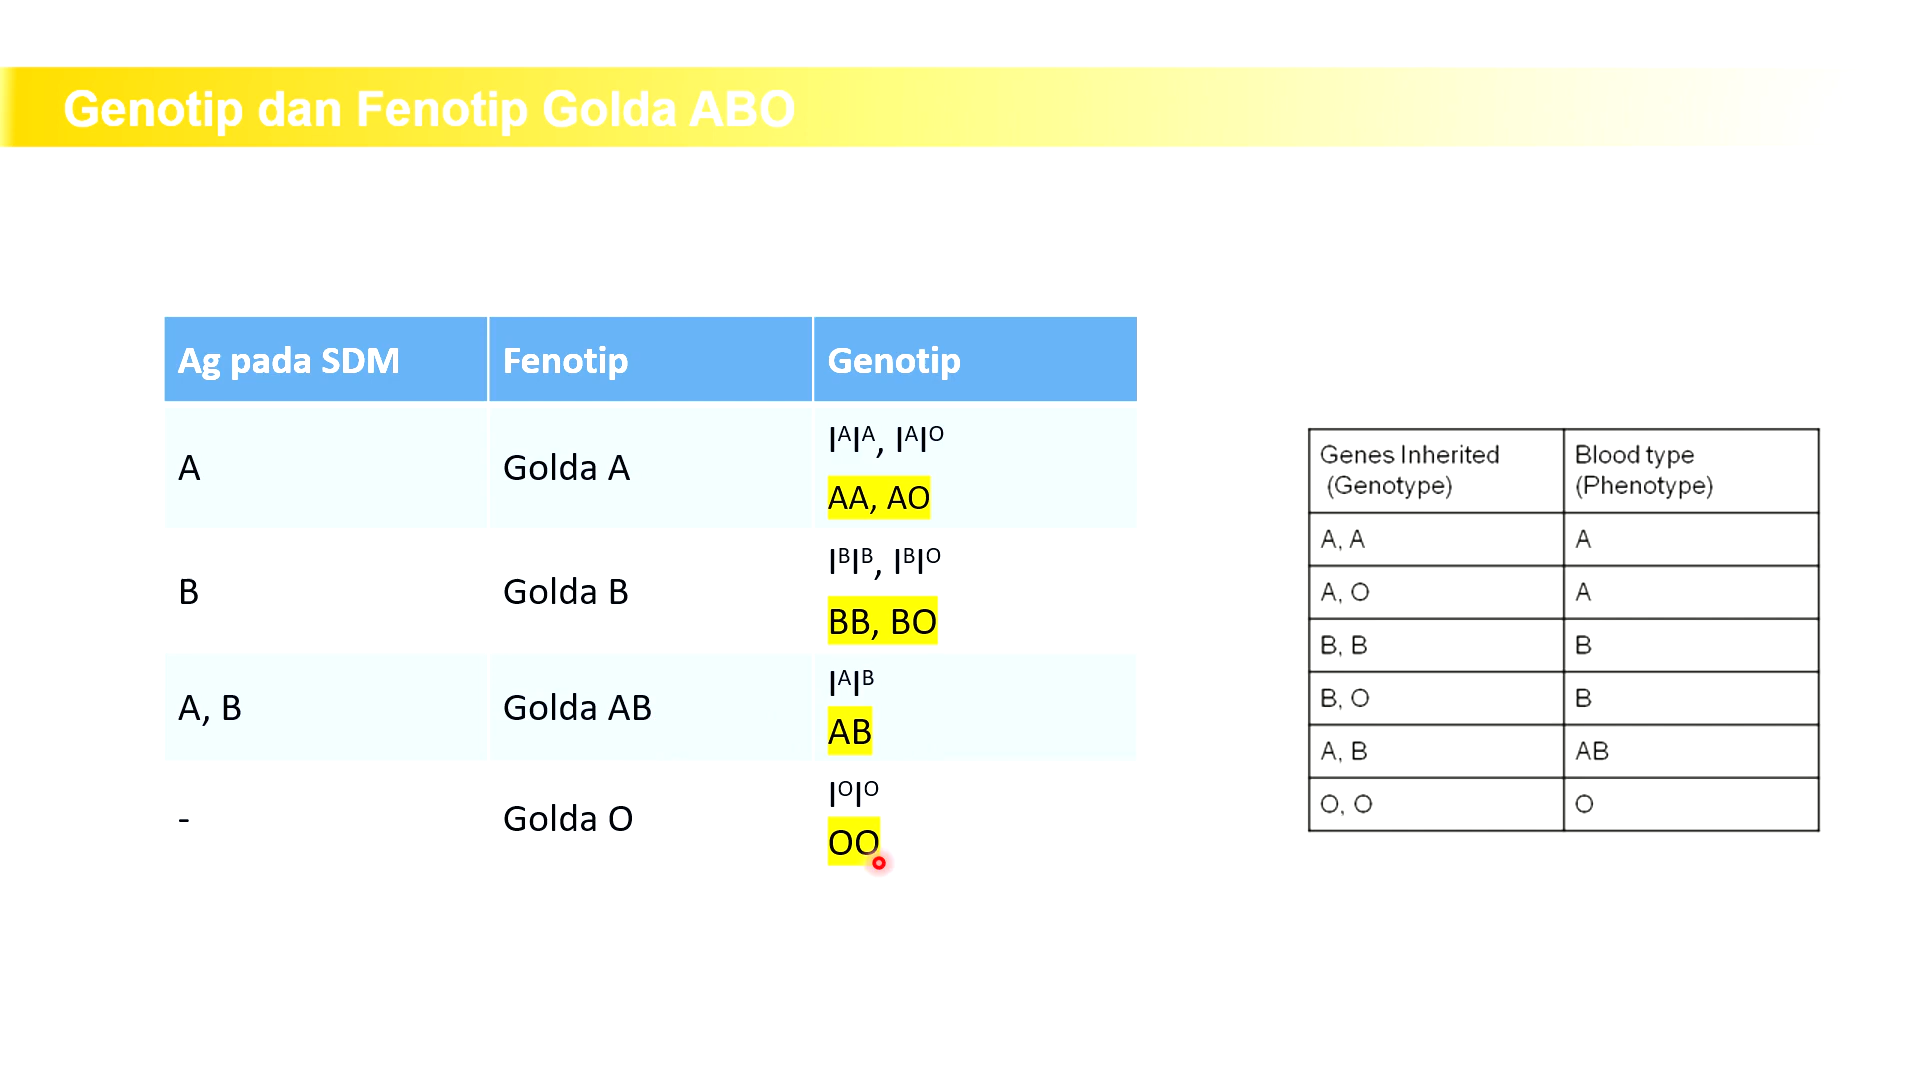 Genotip dan Fenotip Golda ABO
Ag pada SDM Fenotip Genotip
A Golda A IᴬIᴬ, IᴬIᴼ
AA, AO
B Golda B IᴮIᴮ, IᴮIᴼ
BB, BO
A, B Golda AB IᴬIᴮ
AB
- Golda O IᴼIᴼ
OO
Genes Inherited (Genotype) Blood type (Phenotype)
A, A A
A, O A
B, B B
B, O B
A, B AB
O, O O